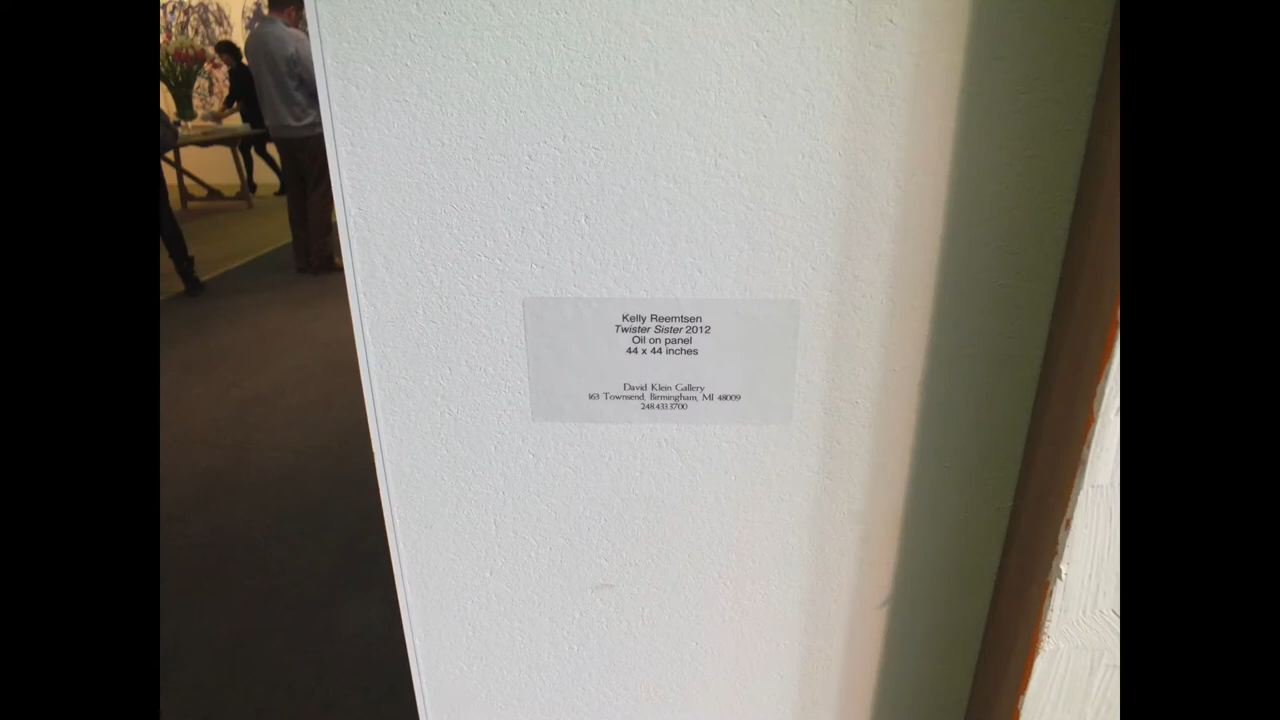 Kelly Reemtsen
Twister Sister 2012
Oil on panel
44 x 44 inches
David Klein Gallery
163 Townsend, Birmingham, MI 48009
248.433.3700